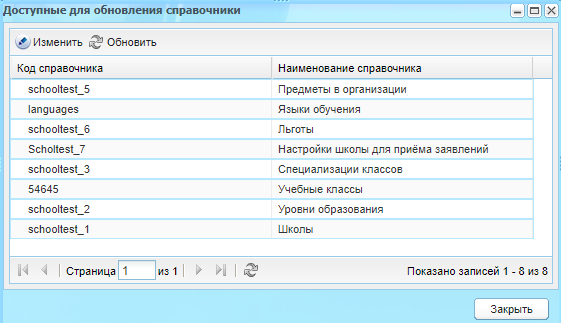 Доступные для обновления справочники
Изменить Обновить
Код справочника Наименование справочника
schooltest_5 Предметы в организации
languages Языки обучения
schooltest_6 Льготы
Scholtest_7 Настройки школы для приёма заявлений
schooltest_3 Специализации классов
54645 Учебные классы
schooltest_2 Уровни образования
schooltest_1 Школы
Страница 1 из 1 Показано записей 1 - 8 из 8
Закрыть